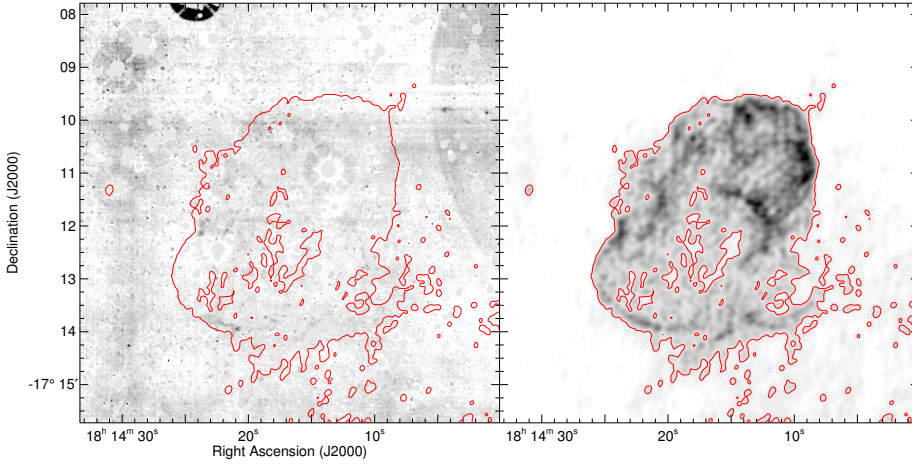 08
09
10
11
12
13
14
-17° 15'
Declination (J2000)
18ʰ 14ᵐ 30ˢ
20ˢ
10ˢ
18ʰ 14ᵐ 30ˢ
20ˢ
10ˢ
Right Ascension (J2000)